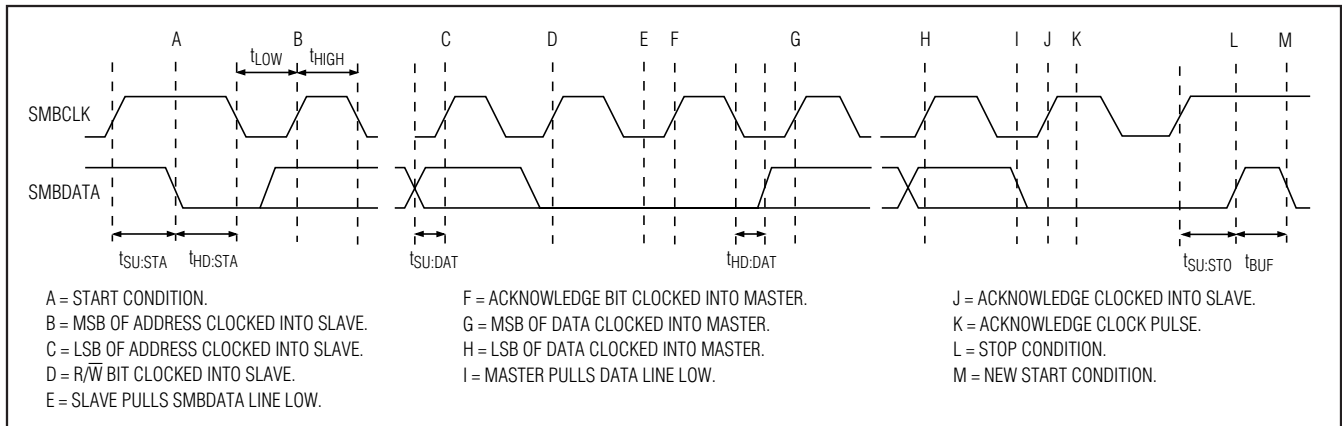 A B C D E F G H I J K L M
tLOW tHIGH
SMBCLK
SMBDATA
tSU:STA tHD:STA tSU:DAT tHD:DAT tSU:STO tBUF
A = START CONDITION.
B = MSB OF ADDRESS CLOCKED INTO SLAVE.
C = LSB OF ADDRESS CLOCKED INTO SLAVE.
D = R/W̅ BIT CLOCKED INTO SLAVE.
E = SLAVE PULLS SMBDATA LINE LOW.
F = ACKNOWLEDGE BIT CLOCKED INTO MASTER.
G = MSB OF DATA CLOCKED INTO MASTER.
H = LSB OF DATA CLOCKED INTO MASTER.
I = MASTER PULLS DATA LINE LOW.
J = ACKNOWLEDGE CLOCKED INTO SLAVE.
K = ACKNOWLEDGE CLOCK PULSE.
L = STOP CONDITION.
M = NEW START CONDITION.